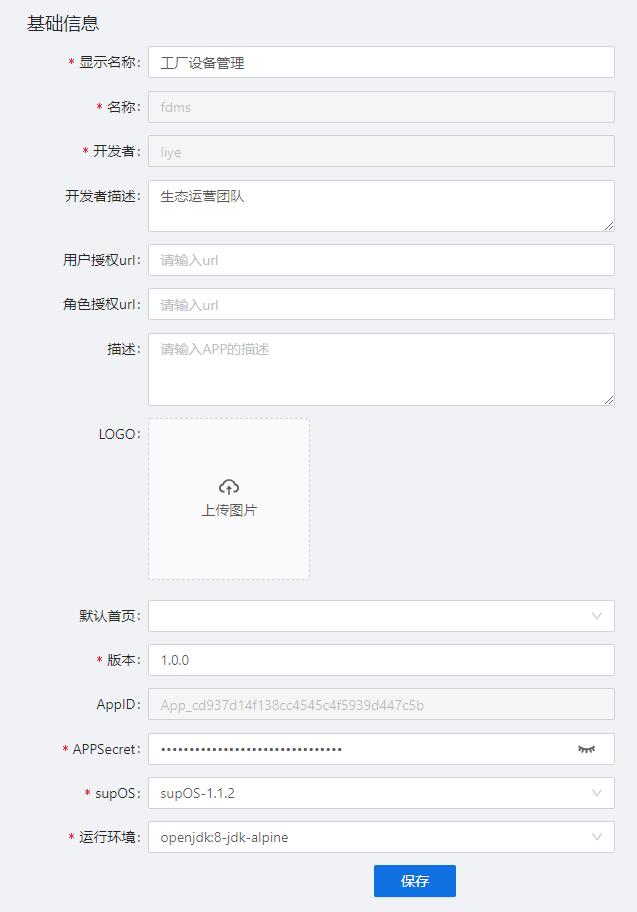 基础信息
* 显示名称: 工厂设备管理
* 名称: fdms
* 开发者: liye
开发者描述: 生态运营团队
用户授权url: 请输入url
角色授权url: 请输入url
描述: 请输入APP的描述
LOGO:
上传图片
默认首页:
* 版本: 1.0.0
AppID: App_cd937d14f138cc4545c4f5939d447c5b
* APPSecret: ••••••••••••••••••••••••••••••••
* supOS: supOS-1.1.2
* 运行环境: openjdk:8-jdk-alpine
保存